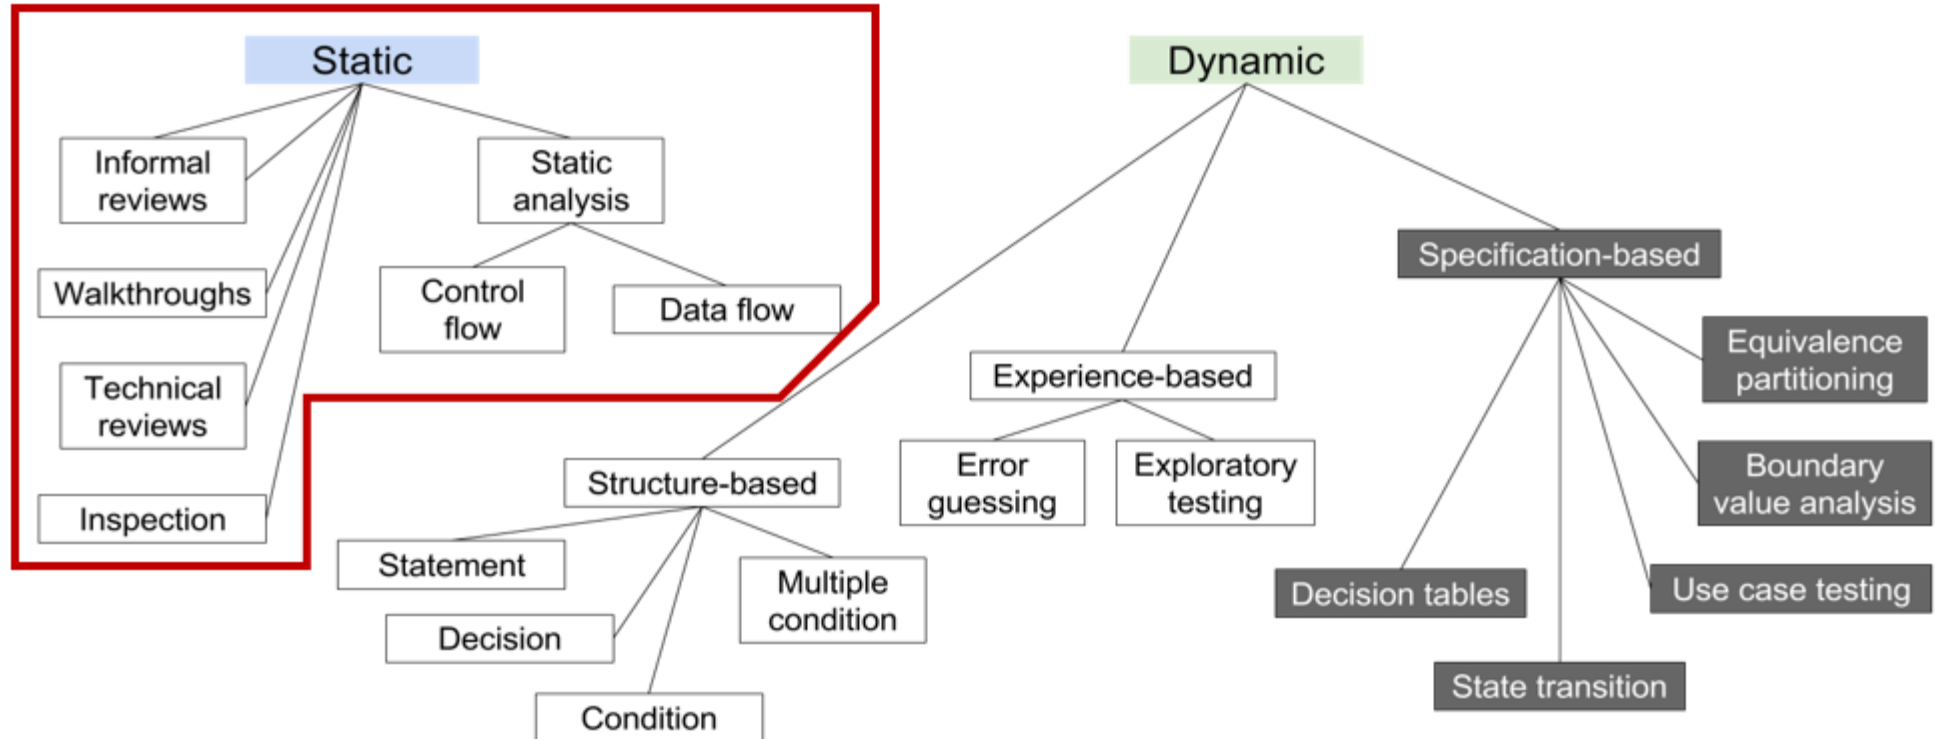 Static
Dynamic
Informal
reviews
Static
analysis
Walkthroughs
Control
flow
Data flow
Technical
reviews
Inspection
Specification-based
Experience-based
Equivalence
partitioning
Error
guessing
Exploratory
testing
Boundary
value analysis
Structure-based
Statement
Decision
Multiple
condition
Condition
Decision tables
Use case testing
State transition